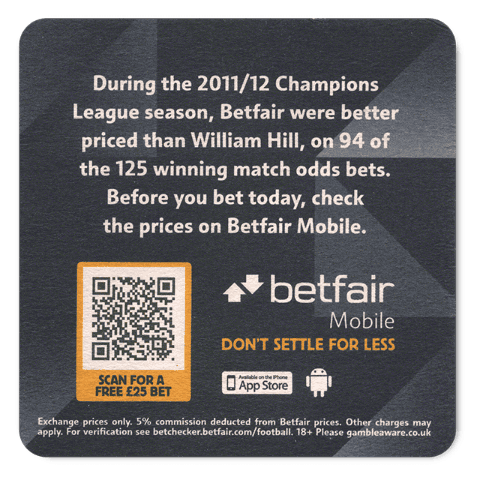 During the 2011/12 Champions
League season, Betfair were better
priced than William Hill, on 94 of
the 125 winning match odds bets.
Before you bet today, check
the prices on Betfair Mobile.
betfair
Mobile
DON'T SETTLE FOR LESS
SCAN FOR A
FREE £25 BET
Available on the iPhone
App Store
Exchange prices only. 5% commission deducted from Betfair prices. Other charges may
apply. For verification see betchecker.betfair.com/football. 18+ Please gambleaware.co.uk